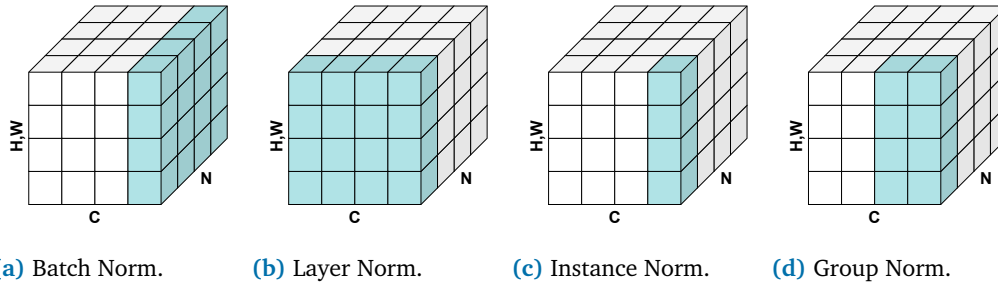 H,W
C
N
H,W
C
N
H,W
C
N
H,W
C
N
(a) Batch Norm.
(b) Layer Norm.
(c) Instance Norm.
(d) Group Norm.